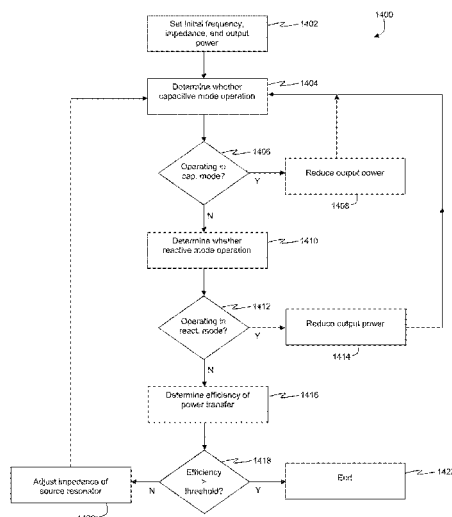 1400
Set initial frequency,
impedance, and output
power
1402
Determine whether
capacitive mode operation
1404
Operating in
cap. mode?
1406
Y
N
Reduce output power
1408
Determine whether
reactive mode operation
1410
Operating in
react. mode?
1412
Y
N
Reduce output power
1414
Determine efficiency of
power transfer
1416
Efficiency
>
threshold?
1418
N
Y
Adjust impedance of
source resonator
End